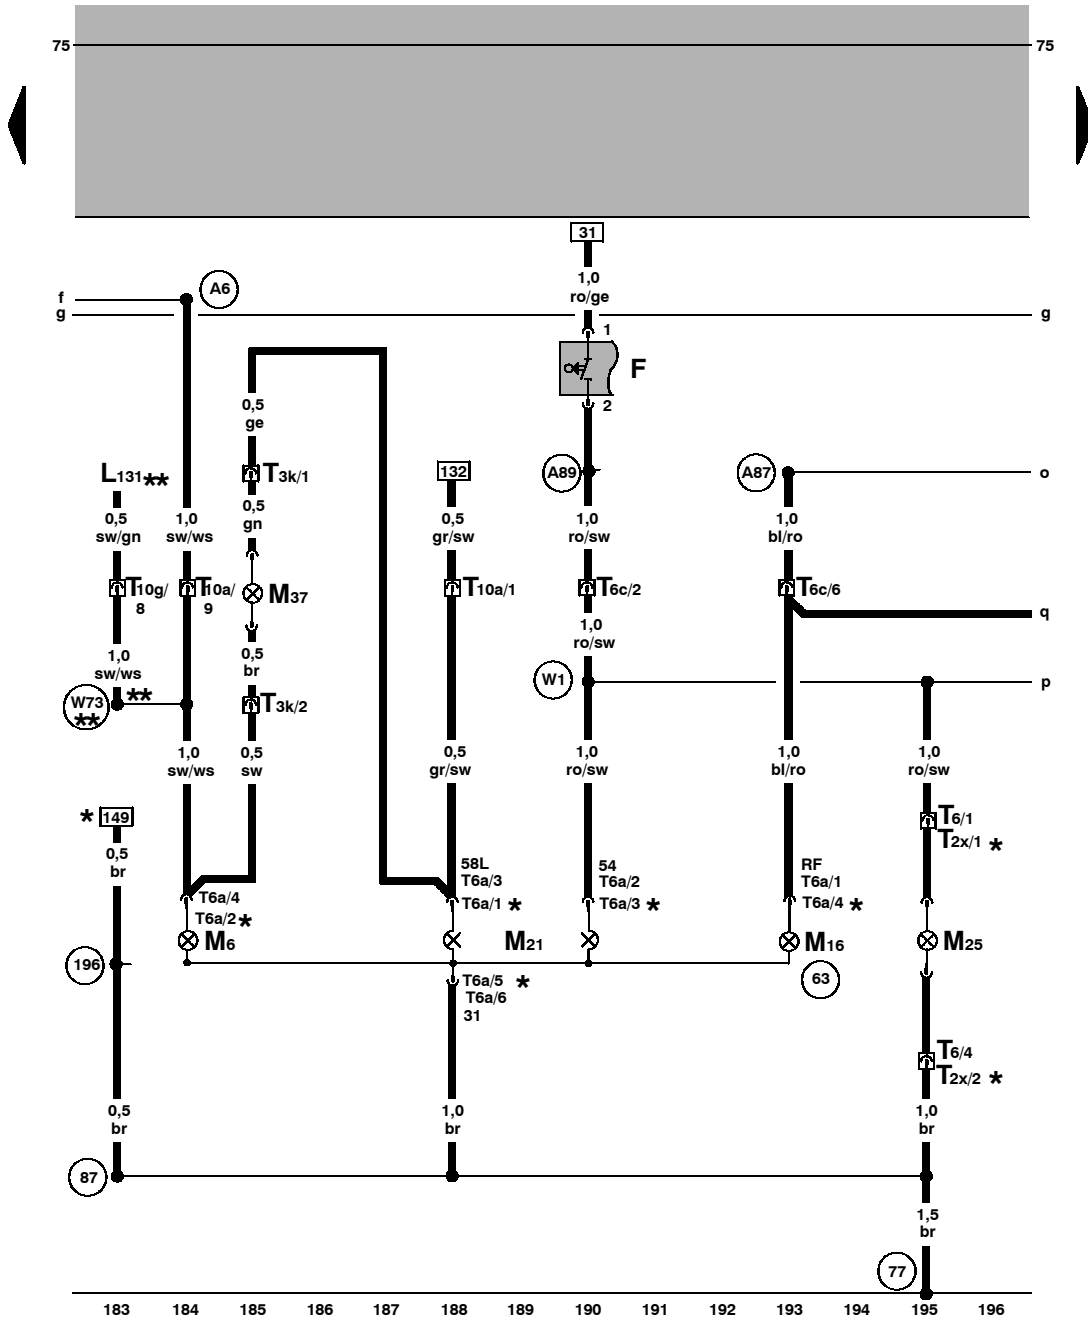 75 75
31
1,0
ro/ge
A6
f
g g
1
F
2
0,5
ge
L131**
T3k/1
132
A89
A87
o
0,5
sw/gn
1,0
sw/ws
0,5
gn
0,5
gr/sw
1,0
ro/sw
1,0
bl/ro
T10g/
8
T10a/
9
M37
T10a/1
T6c/2
T6c/6
q
1,0
ro/sw
1,0
sw/ws
0,5
br
W1
p
W73
**
**
T3k/2
1,0
sw/ws
0,5
sw
0,5
gr/sw
1,0
ro/sw
1,0
bl/ro
1,0
ro/sw
* 149
T6/1
T2x/1 *
0,5
br
58L
T6a/3
T6a/1 *
54
T6a/2
T6a/3 *
RF
T6a/1
T6a/4 *
T6a/4
T6a/2 *
M6
M21
M16
M25
196
63
T6a/5 *
T6a/6
31
T6/4
T2x/2 *
0,5
br
1,0
br
1,0
br
87
1,5
br
77
183 184 185 186 187 188 189 190 191 192 193 194 195 196